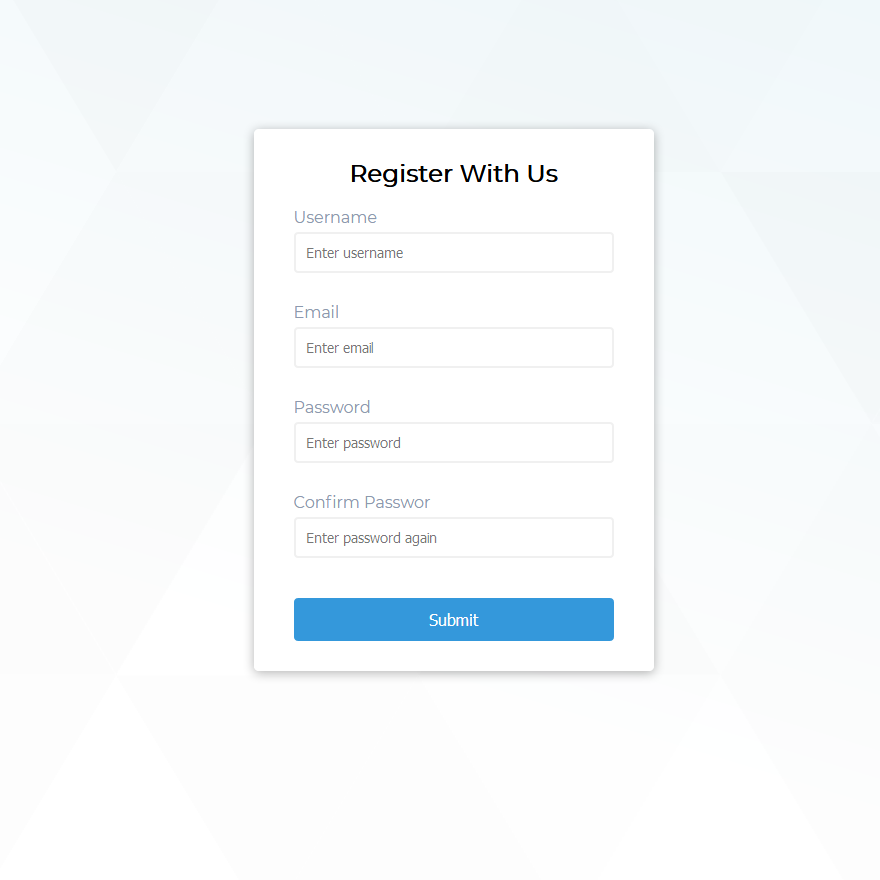 Register With Us
Username
Enter username
Email
Enter email
Password
Enter password
Confirm Passwor
Enter password again
Submit